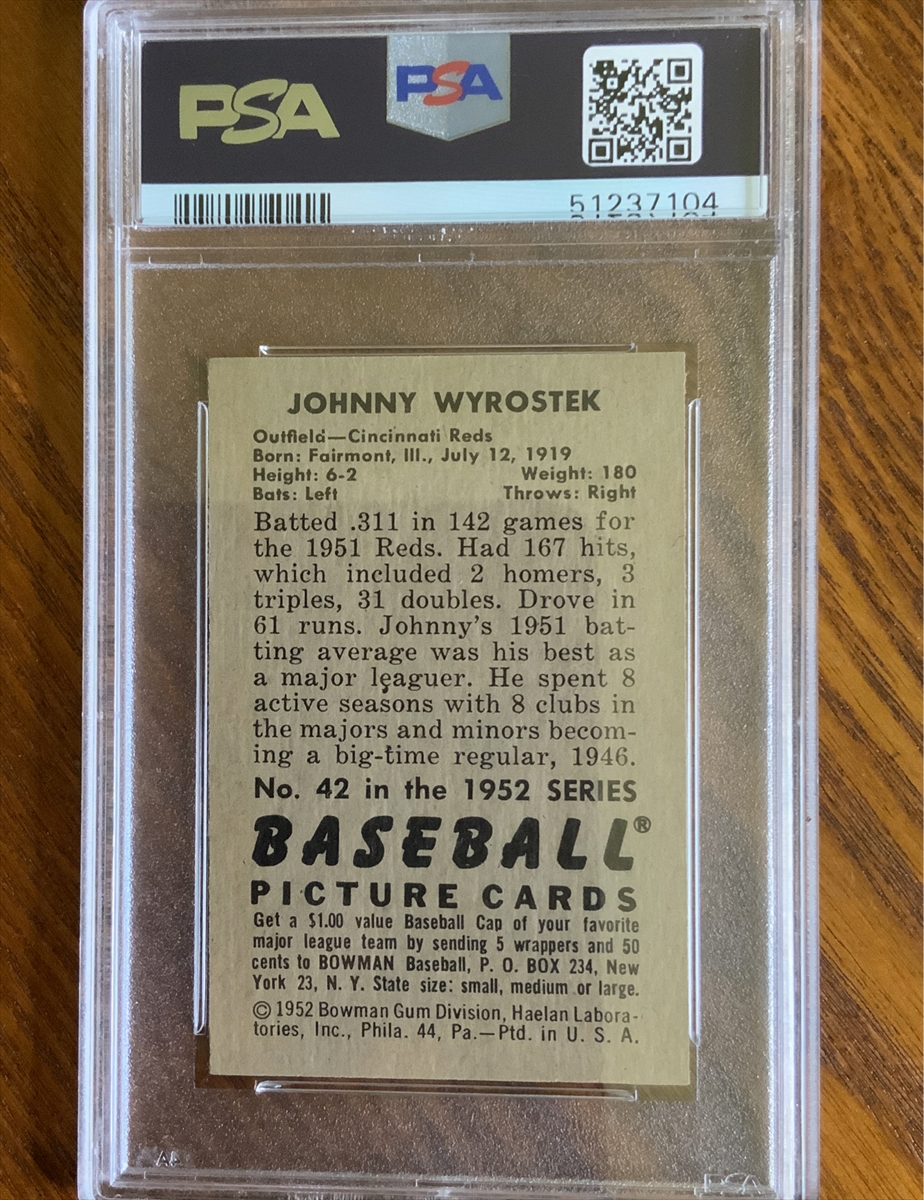 PSA
PSA
51237104
JOHNNY WYROSTEK
Outfield—Cincinnati Reds
Born: Fairmont, Ill., July 12, 1919
Height: 6-2 Weight: 180
Bats: Left Throws: Right
Batted .311 in 142 games for
the 1951 Reds. Had 167 hits,
which included 2 homers, 3
triples, 31 doubles. Drove in
61 runs. Johnny's 1951 bat-
ting average was his best as
a major leaguer. He spent 8
active seasons with 8 clubs in
the majors and minors becom-
ing a big-time regular, 1946.
No. 42 in the 1952 SERIES
BASEBALL®
PICTURE CARDS
Get a $1.00 value Baseball Cap of your favorite
major league team by sending 5 wrappers and 50
cents to BOWMAN Baseball, P. O. BOX 234, New
York 23, N. Y. State size: small, medium or large.
© 1952 Bowman Gum Division, Haelan Labora-
tories, Inc., Phila. 44, Pa.—Ptd. in U. S. A.
PSA